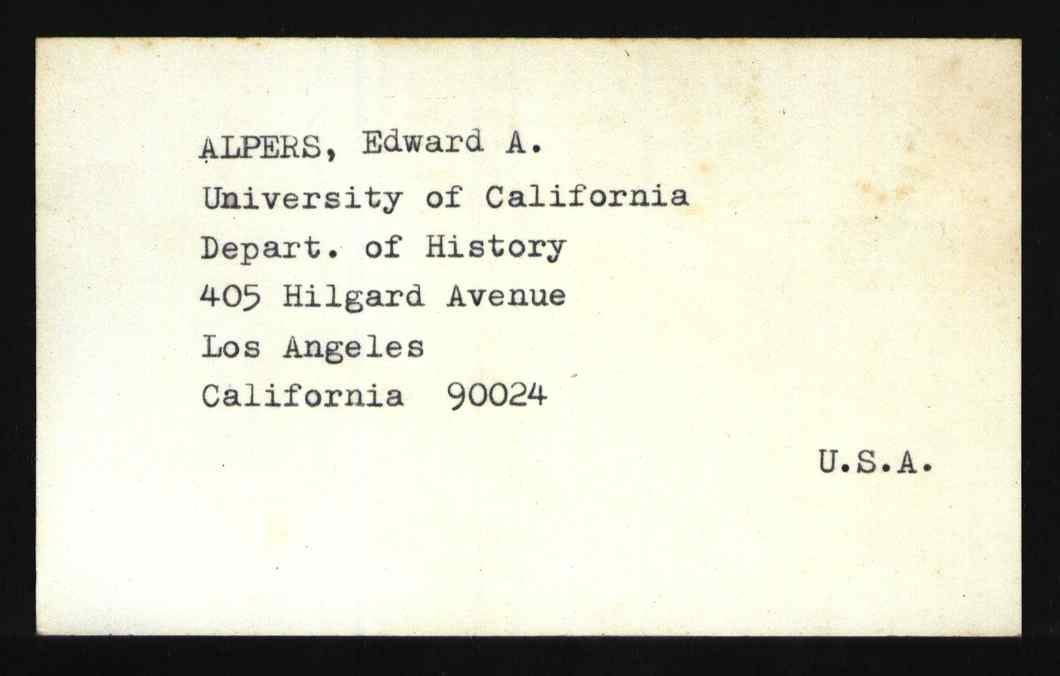 ALPERS, Edward A.
University of California
Depart. of History
405 Hilgard Avenue
Los Angeles
California 90024
U.S.A.